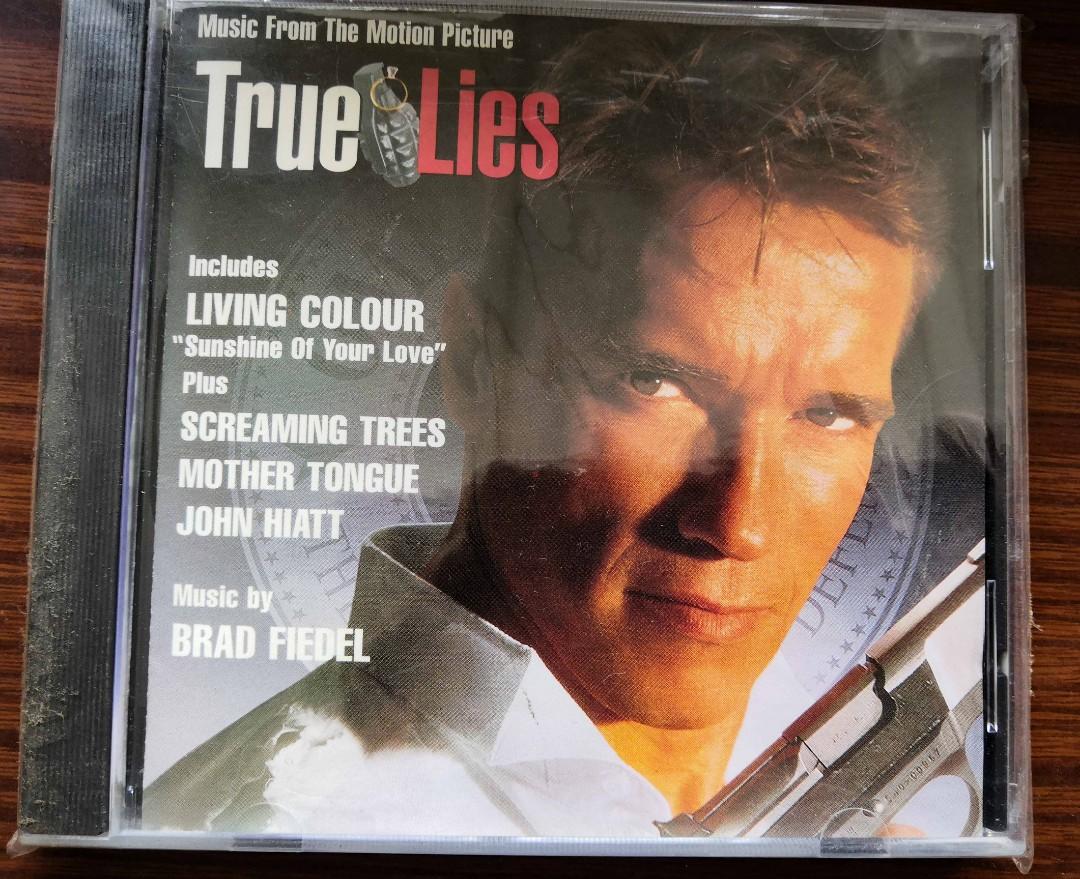 Music From The Motion Picture
True Lies
Includes
LIVING COLOUR
"Sunshine Of Your Love"
Plus
SCREAMING TREES
MOTHER TONGUE
JOHN HIATT
Music by
BRAD FIEDEL
THE